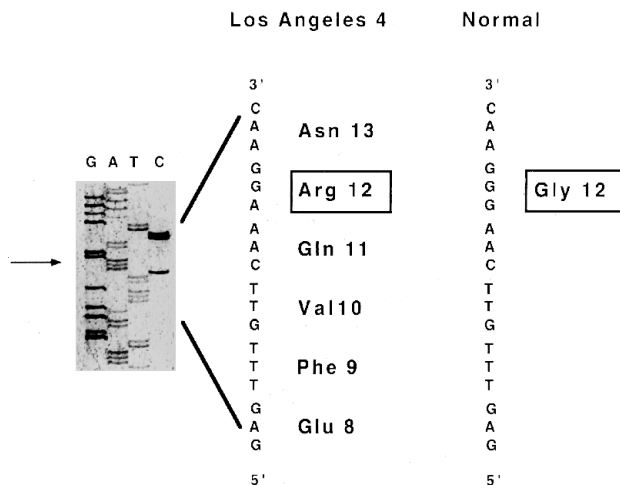 Los Angeles 4 Normal
3' 3'
C C
A A
Asn 13
A A
G A T C
G G
G Arg 12 G Gly 12
A G
A A
A Gln 11 A
C C
T T
T Val10 T
G G
T T
T Phe 9 T
T T
G G
A Glu 8 A
G G
5' 5'